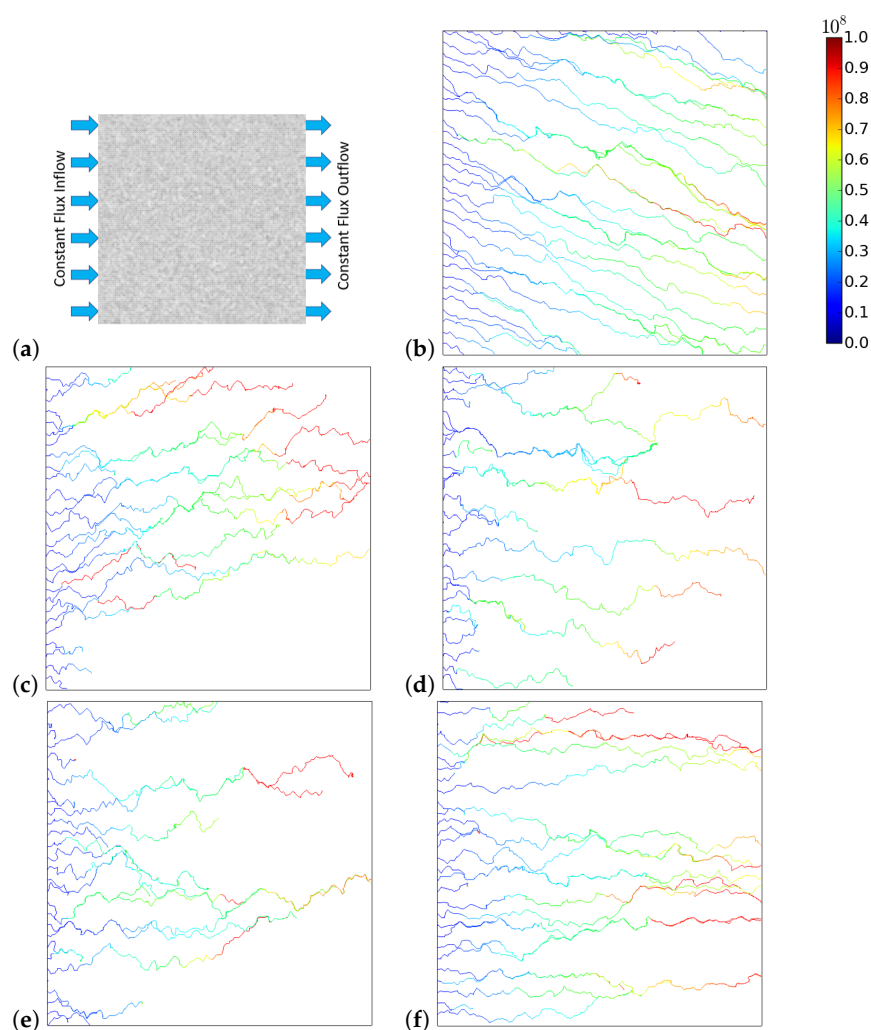 10^8
1.0
0.9
0.8
0.7
0.6
0.5
0.4
0.3
0.2
0.1
0.0
Constant Flux Inflow
Constant Flux Outflow
(a)
(b)
(c)
(d)
(e)
(f)